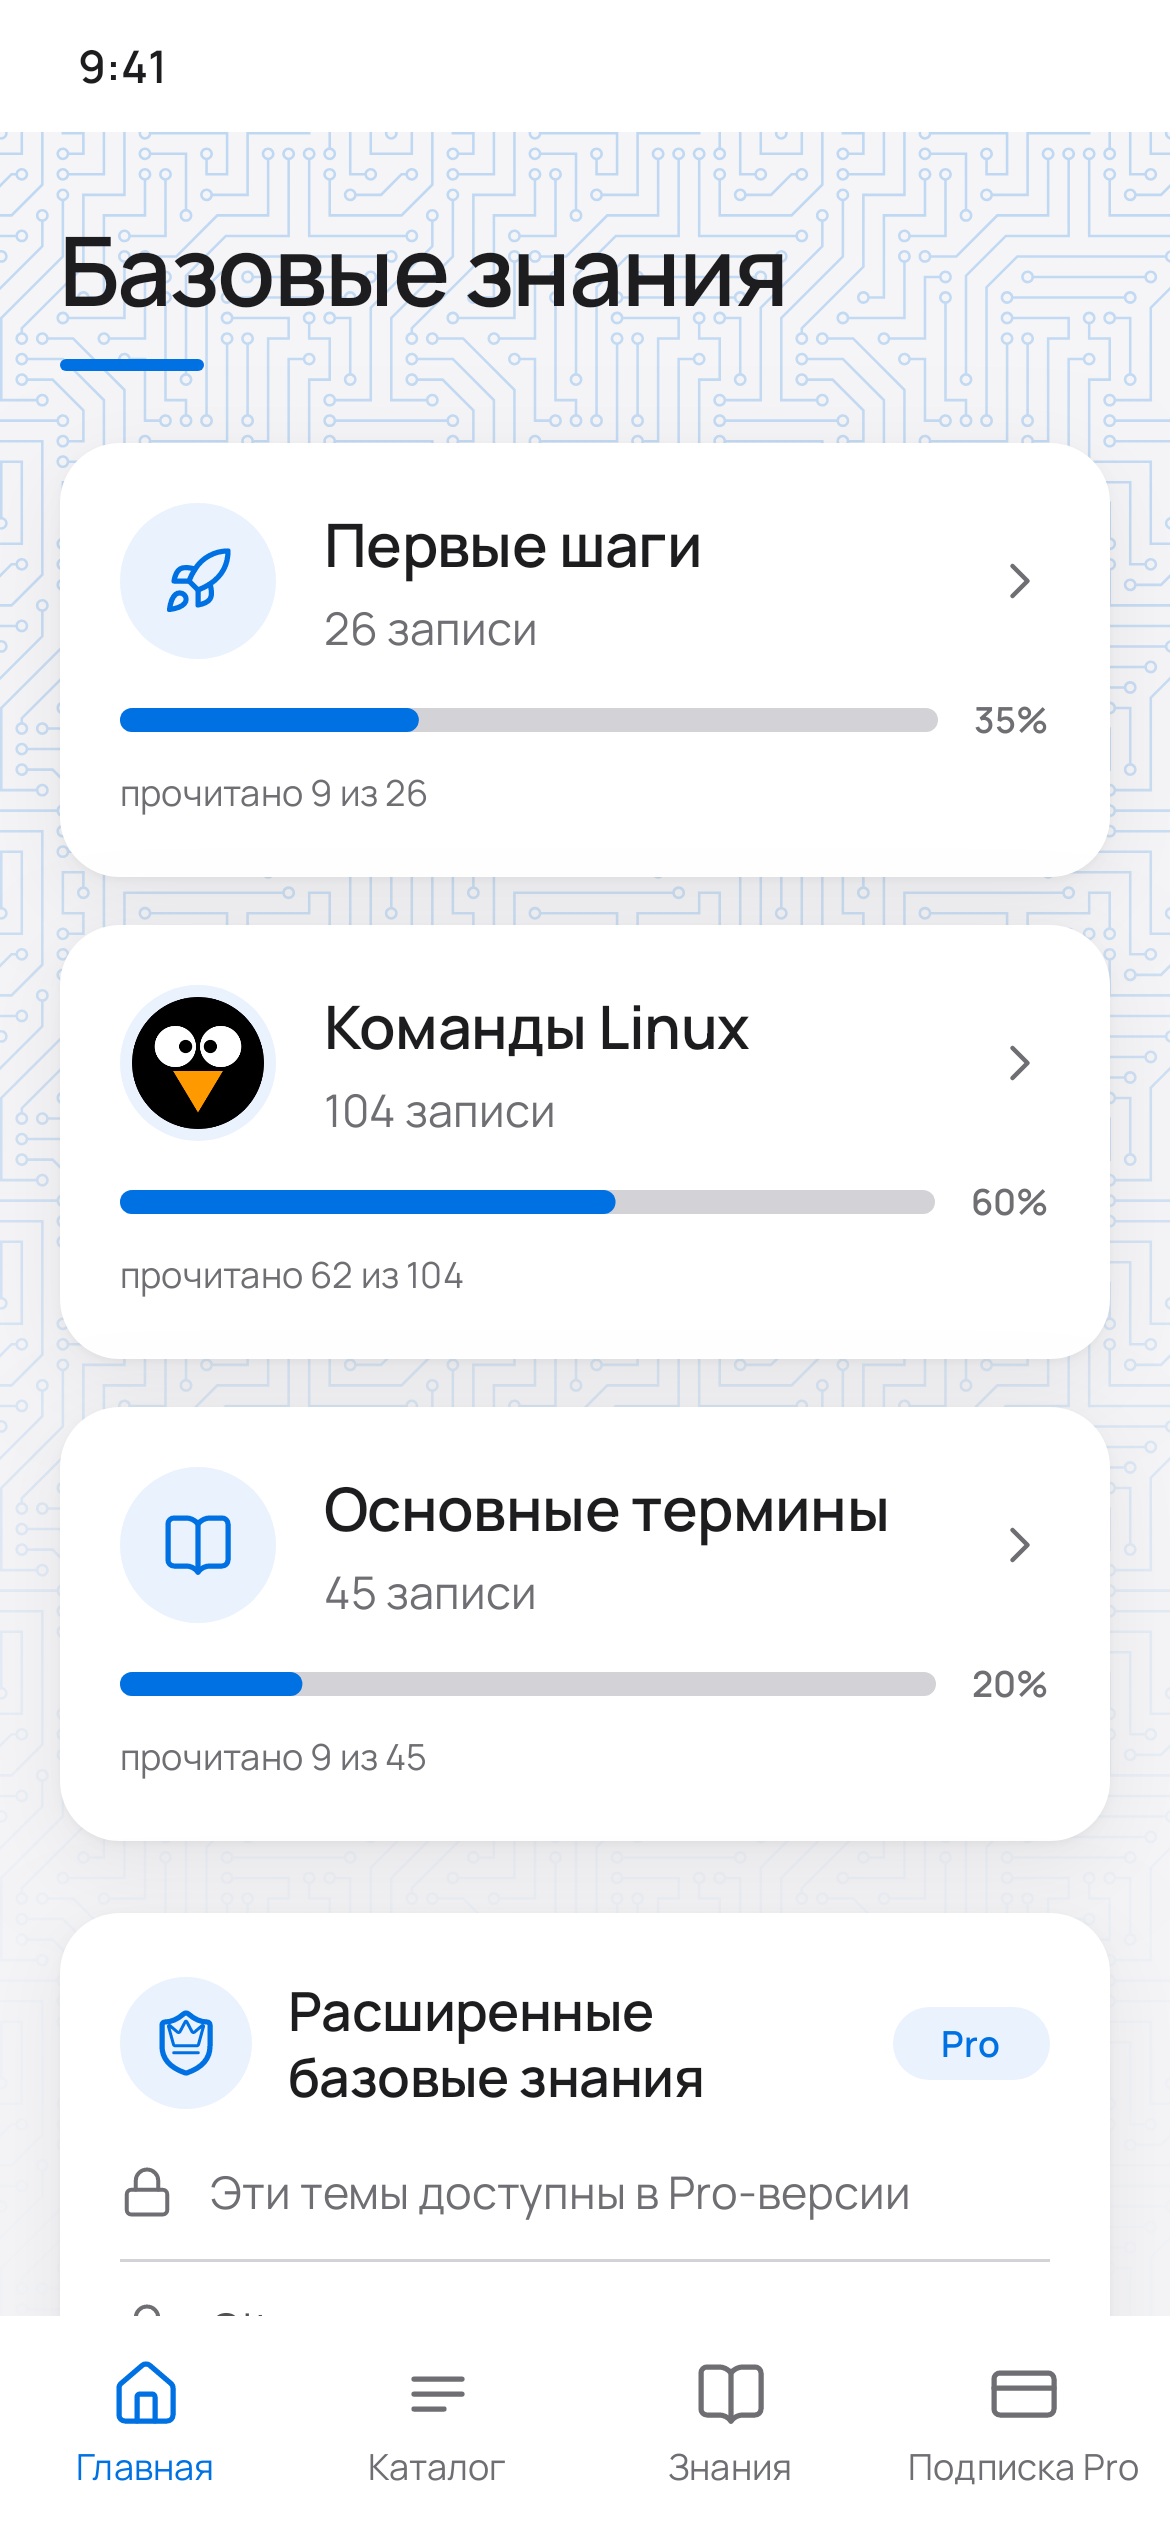 9:41
Базовые знания
Первые шаги
26 записи
35%
прочитано 9 из 26
Команды Linux
104 записи
60%
прочитано 62 из 104
Основные термины
45 записи
20%
прочитано 9 из 45
Расширенные
базовые знания
Pro
Эти темы доступны в Pro-версии
Главная
Каталог
Знания
Подписка Pro